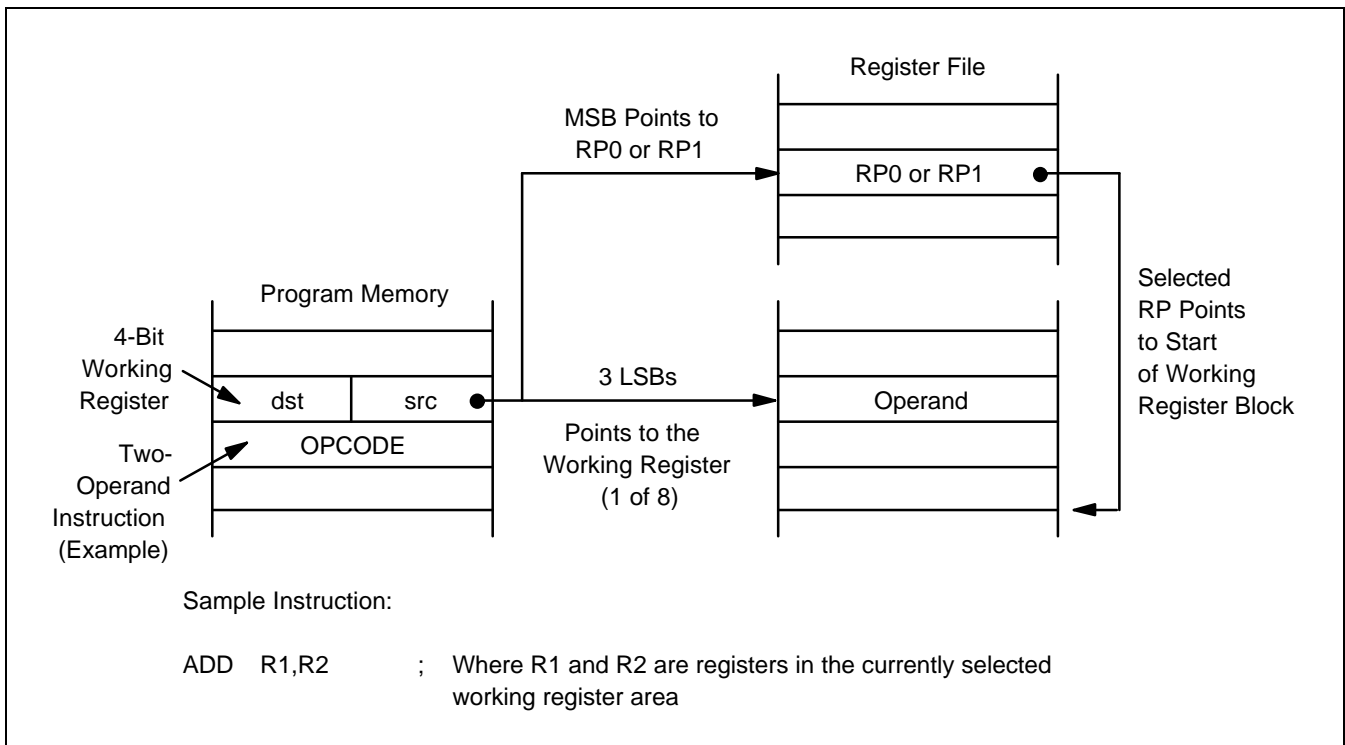 Register File
MSB Points to
RP0 or RP1
RP0 or RP1
Selected
RP Points
to Start
of Working
Register Block
Program Memory
4-Bit
Working
Register
dst
src
3 LSBs
Operand
Two-
Operand
Instruction
(Example)
OPCODE
Points to the
Working Register
(1 of 8)
Sample Instruction:
ADD R1,R2 ; Where R1 and R2 are registers in the currently selected
working register area